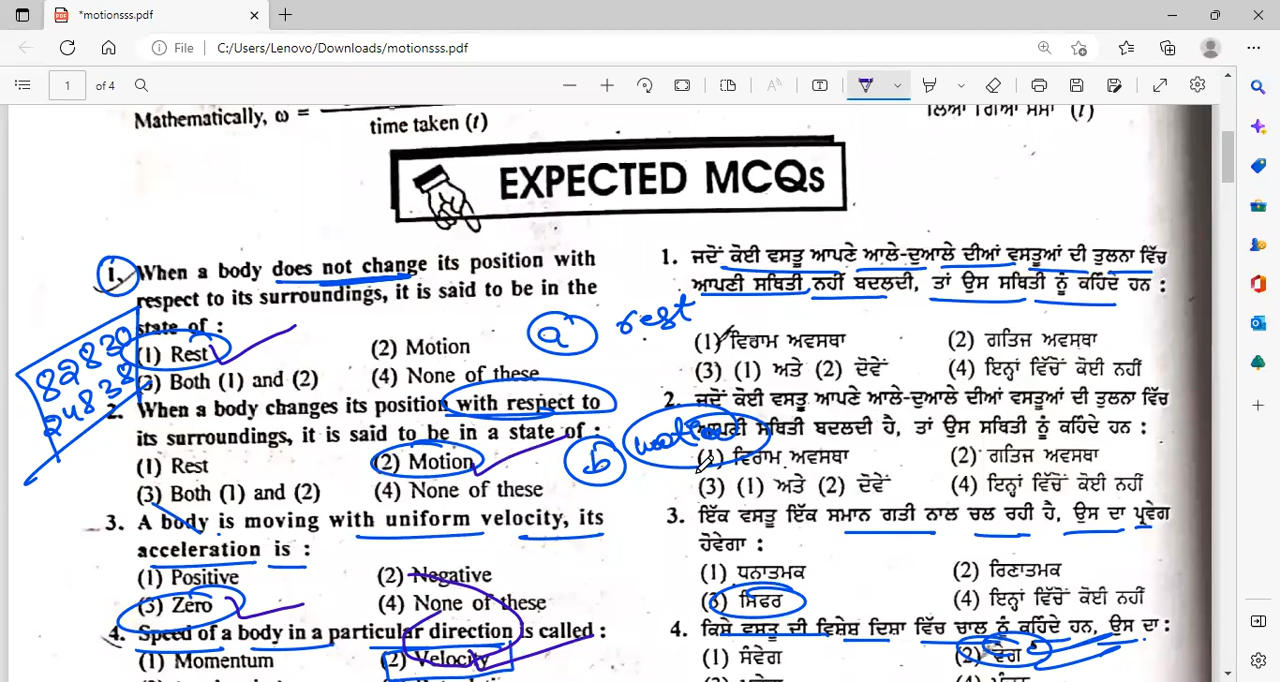 *motionsss.pdf
File C:/Users/Lenovo/Downloads/motionsss.pdf
1 of 4
Mathematically, ω =
time taken (t)
ਲਿਆ ਗਿਆ ਸਮਾਂ (t)
EXPECTED MCQs
1. When a body does not change its position with
respect to its surroundings, it is said to be in the
state of :
(1) Rest (2) Motion
(3) Both (1) and (2) (4) None of these
2. When a body changes its position with respect to
its surroundings, it is said to be in a state of :
(1) Rest (2) Motion
(3) Both (1) and (2) (4) None of these
3. A body is moving with uniform velocity, its
acceleration is :
(1) Positive (2) Negative
(3) Zero (4) None of these
4. Speed of a body in a particular direction is called :
(1) Momentum (2) Velocity
82830
24838
a rest
b motion
1. ਜਦੋਂ ਕੋਈ ਵਸਤੂ ਆਪਣੇ ਆਲੇ-ਦੁਆਲੇ ਦੀਆਂ ਵਸਤੂਆਂ ਦੀ ਤੁਲਨਾ ਵਿੱਚ
ਆਪਣੀ ਸਥਿਤੀ ਨਹੀਂ ਬਦਲਦੀ, ਤਾਂ ਉਸ ਸਥਿਤੀ ਨੂੰ ਕਹਿੰਦੇ ਹਨ :
(1) ਵਿਰਾਮ ਅਵਸਥਾ (2) ਗਤਿਜ ਅਵਸਥਾ
(3) (1) ਅਤੇ (2) ਦੋਵੇਂ (4) ਇਨ੍ਹਾਂ ਵਿੱਚੋਂ ਕੋਈ ਨਹੀਂ
2. ਜਦੋਂ ਕੋਈ ਵਸਤੂ ਆਪਣੇ ਆਲੇ-ਦੁਆਲੇ ਦੀਆਂ ਵਸਤੂਆਂ ਦੀ ਤੁਲਨਾ ਵਿੱਚ
ਆਪਣੀ ਸਥਿਤੀ ਬਦਲਦੀ ਹੈ, ਤਾਂ ਉਸ ਸਥਿਤੀ ਨੂੰ ਕਹਿੰਦੇ ਹਨ :
(1) ਵਿਰਾਮ ਅਵਸਥਾ (2) ਗਤਿਜ ਅਵਸਥਾ
(3) (1) ਅਤੇ (2) ਦੋਵੇਂ (4) ਇਨ੍ਹਾਂ ਵਿੱਚੋਂ ਕੋਈ ਨਹੀਂ
3. ਇੱਕ ਵਸਤੂ ਇੱਕ ਸਮਾਨ ਗਤੀ ਨਾਲ ਚਲ ਰਹੀ ਹੈ, ਉਸ ਦਾ ਪ੍ਰਵੇਗ
ਹੋਵੇਗਾ :
(1) ਧਨਾਤਮਕ (2) ਰਿਣਾਤਮਕ
(3) ਸਿਫਰ (4) ਇਨ੍ਹਾਂ ਵਿੱਚੋਂ ਕੋਈ ਨਹੀਂ
4. ਕਿਸੇ ਵਸਤੂ ਦੀ ਵਿਸ਼ੇਸ਼ ਦਿਸ਼ਾ ਵਿੱਚ ਚਾਲ ਨੂੰ ਕਹਿੰਦੇ ਹਨ, ਉਸ ਦਾ :
(1) ਸੰਵੇਗ (2) ਵੇਗ